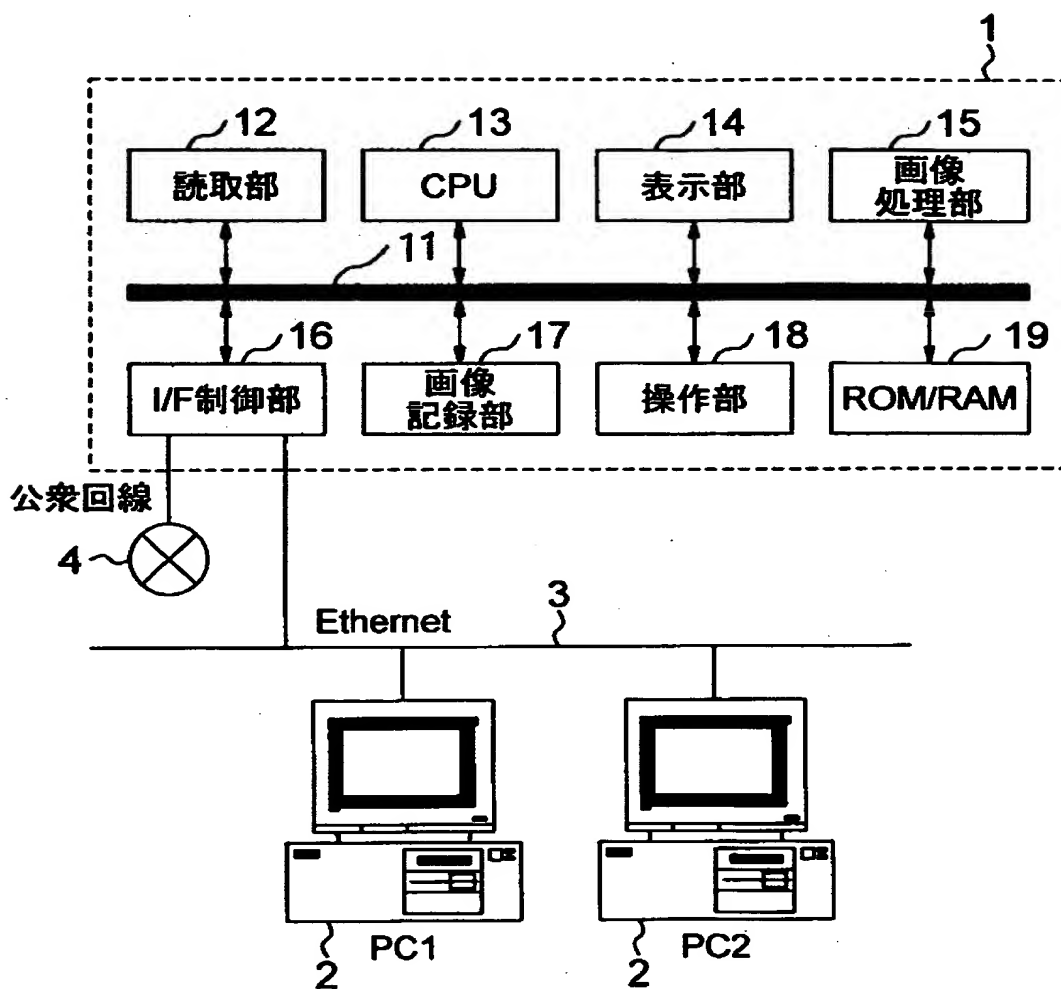 1
12
13
14
15
読取部
CPU
表示部
画像
処理部
11
16
17
18
19
I/F制御部
画像
記録部
操作部
ROM/RAM
公衆回線
4
Ethernet
3
2
PC1
2
PC2